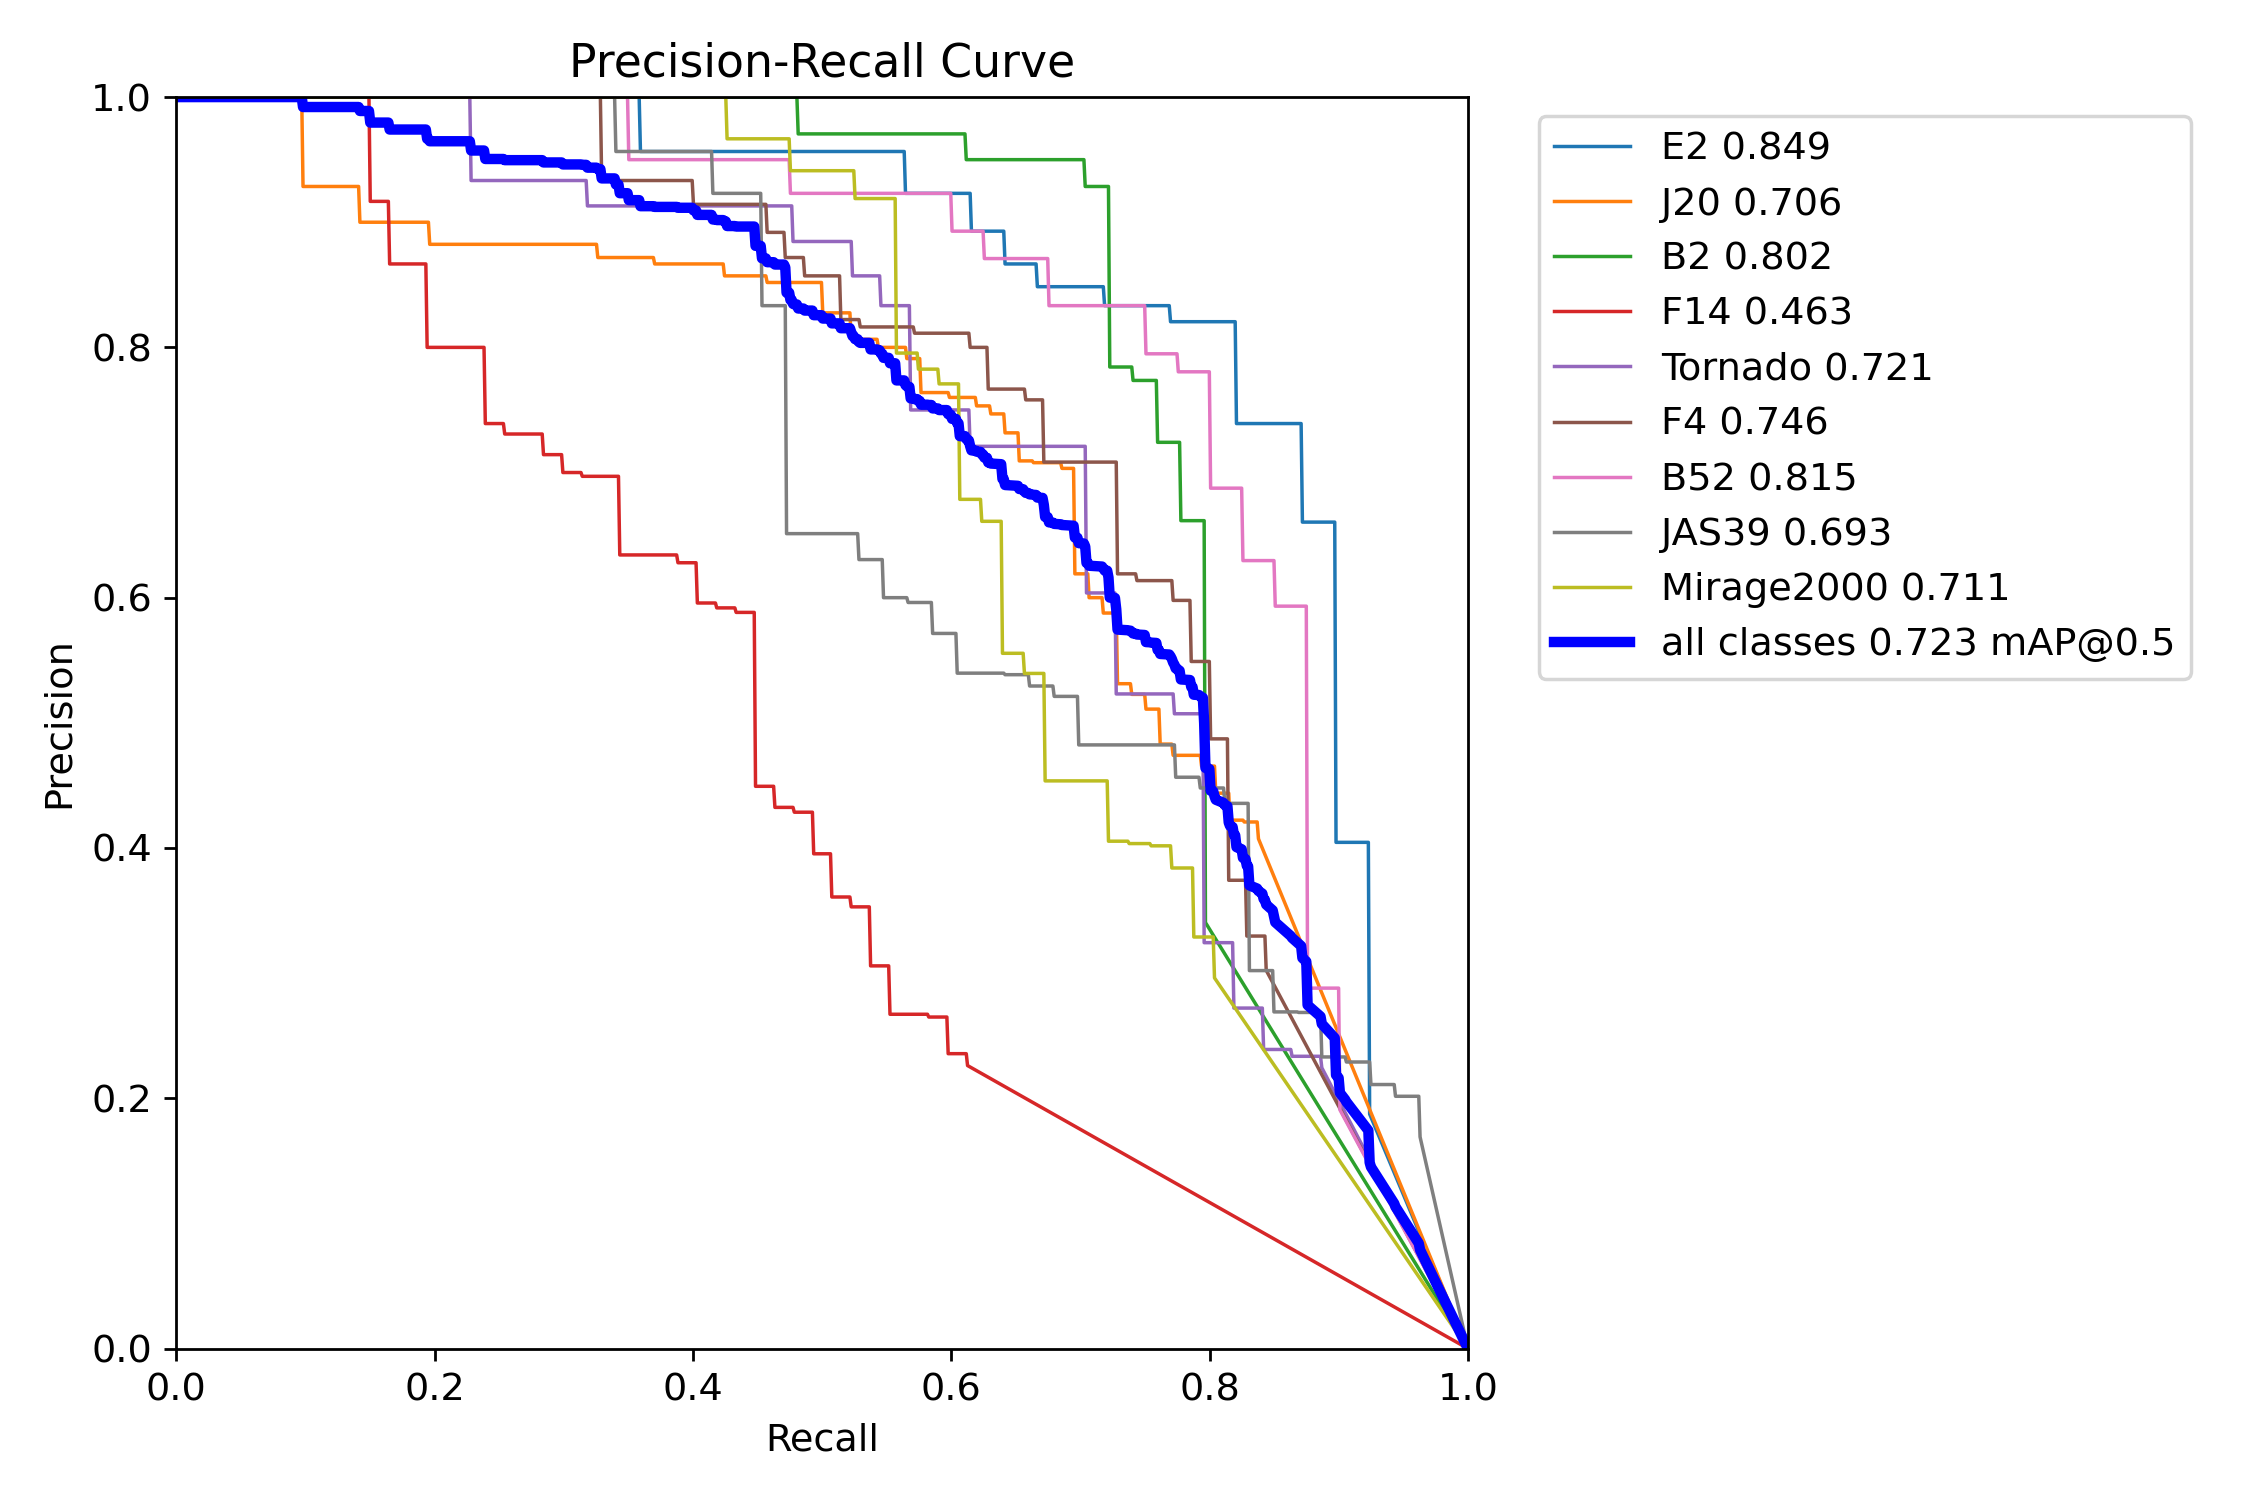 Precision-Recall Curve
1.0
0.8
0.6
0.4
0.2
0.0
Precision
0.0 0.2 0.4 0.6 0.8 1.0
Recall
E2 0.849
J20 0.706
B2 0.802
F14 0.463
Tornado 0.721
F4 0.746
B52 0.815
JAS39 0.693
Mirage2000 0.711
all classes 0.723 mAP@0.5